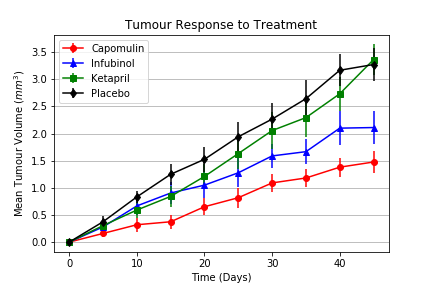 Tumour Response to Treatment
Capomulin
Infubinol
Ketapril
Placebo
Mean Tumour Volume (mm³)
3.5
3.0
2.5
2.0
1.5
1.0
0.5
0.0
0 10 20 30 40
Time (Days)